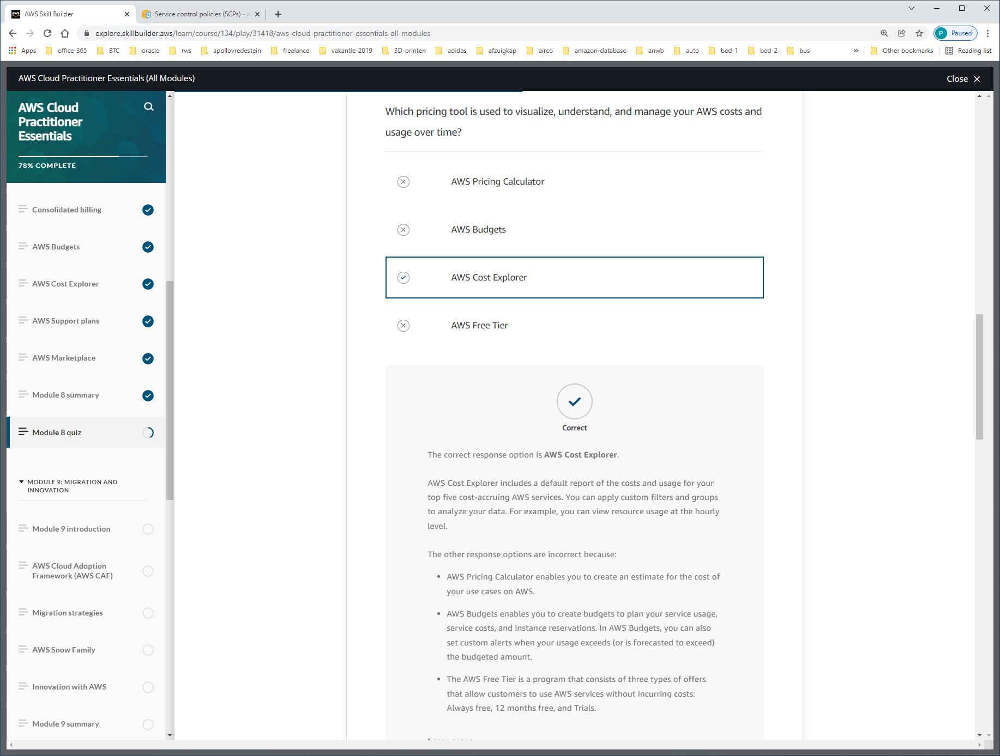 AWS Skill Builder
Service control policies (SCPs) -
explore.skillbuilder.aws/learn/course/134/play/31418/aws-cloud-practitioner-essentials-all-modules
P Paused
Apps office-365 BTC oracle rws apollovredestein freelance vakantie-2019 3D-printen adidas afzuigkap airco amazon-database anwb auto bed-1 bed-2 bus » Other bookmarks Reading list
AWS Cloud Practitioner Essentials (All Modules)
Close
AWS Cloud
Practitioner
Essentials
78% COMPLETE
Consolidated billing
AWS Budgets
AWS Cost Explorer
AWS Support plans
AWS Marketplace
Module 8 summary
Module 8 quiz
MODULE 9: MIGRATION AND
INNOVATION
Module 9 introduction
AWS Cloud Adoption
Framework (AWS CAF)
Migration strategies
AWS Snow Family
Innovation with AWS
Module 9 summary
Which pricing tool is used to visualize, understand, and manage your AWS costs and
usage over time?
AWS Pricing Calculator
AWS Budgets
AWS Cost Explorer
AWS Free Tier
Correct
The correct response option is AWS Cost Explorer.
AWS Cost Explorer includes a default report of the costs and usage for your
top five cost-accruing AWS services. You can apply custom filters and groups
to analyze your data. For example, you can view resource usage at the hourly
level.
The other response options are incorrect because:
• AWS Pricing Calculator enables you to create an estimate for the cost of
your use cases on AWS.
• AWS Budgets enables you to create budgets to plan your service usage,
service costs, and instance reservations. In AWS Budgets, you can also
set custom alerts when your usage exceeds (or is forecasted to exceed)
the budgeted amount.
• The AWS Free Tier is a program that consists of three types of offers
that allow customers to use AWS services without incurring costs:
Always free, 12 months free, and Trials.